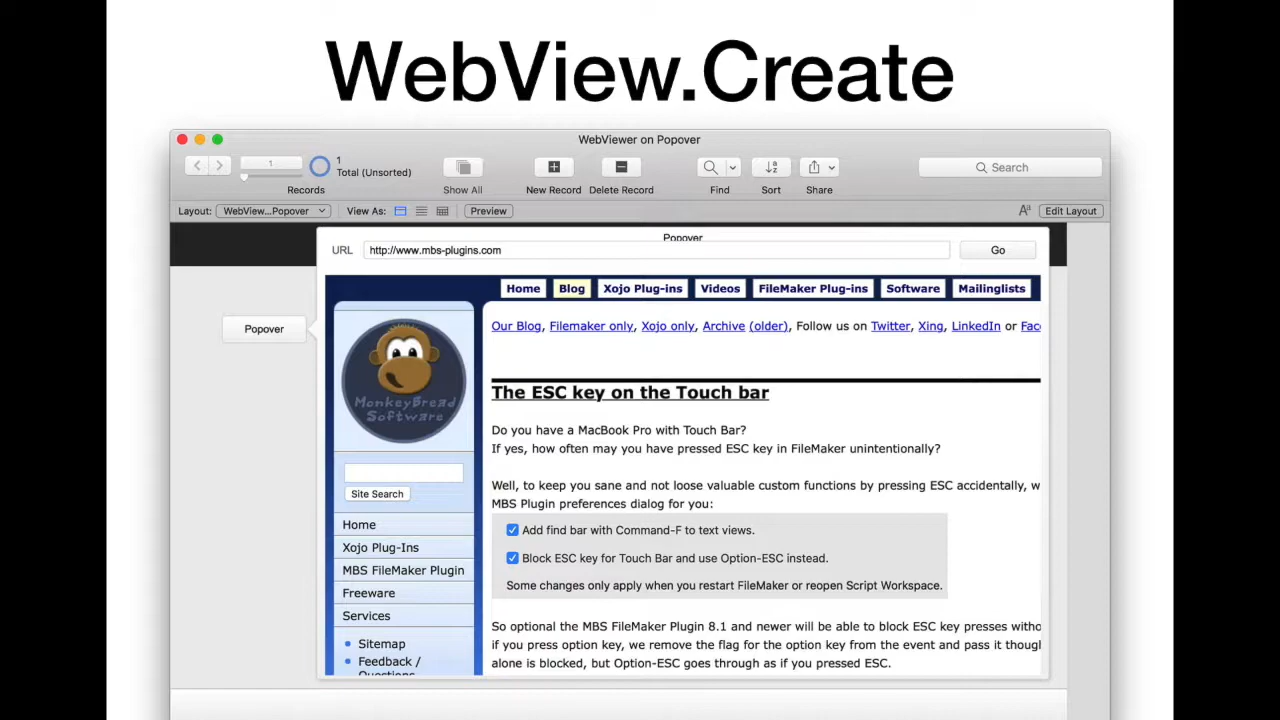 WebView.Create
WebViewer on Popover
1
1
Total (Unsorted)
Records
Show All
New Record
Delete Record
Find
Sort
Share
Search
Layout:
WebView...Popover
View As:
Preview
Aª
Edit Layout
Popover
URL
http://www.mbs-plugins.com
Go
Popover
Home
Blog
Xojo Plug-ins
Videos
FileMaker Plug-ins
Software
Mailinglists
MonkeyBread
Software
Site Search
Home
Xojo Plug-Ins
MBS FileMaker Plugin
Freeware
Services
Sitemap
Feedback /
Questions
Our Blog, Filemaker only, Xojo only, Archive (older), Follow us on Twitter, Xing, LinkedIn or Fac
The ESC key on the Touch bar
Do you have a MacBook Pro with Touch Bar?
If yes, how often may you have pressed ESC key in FileMaker unintentionally?
Well, to keep you sane and not loose valuable custom functions by pressing ESC accidentally, w
MBS Plugin preferences dialog for you:
Add find bar with Command-F to text views.
Block ESC key for Touch Bar and use Option-ESC instead.
Some changes only apply when you restart FileMaker or reopen Script Workspace.
So optional the MBS FileMaker Plugin 8.1 and newer will be able to block ESC key presses witho
if you press option key, we remove the flag for the option key from the event and pass it thoug
alone is blocked, but Option-ESC goes through as if you pressed ESC.